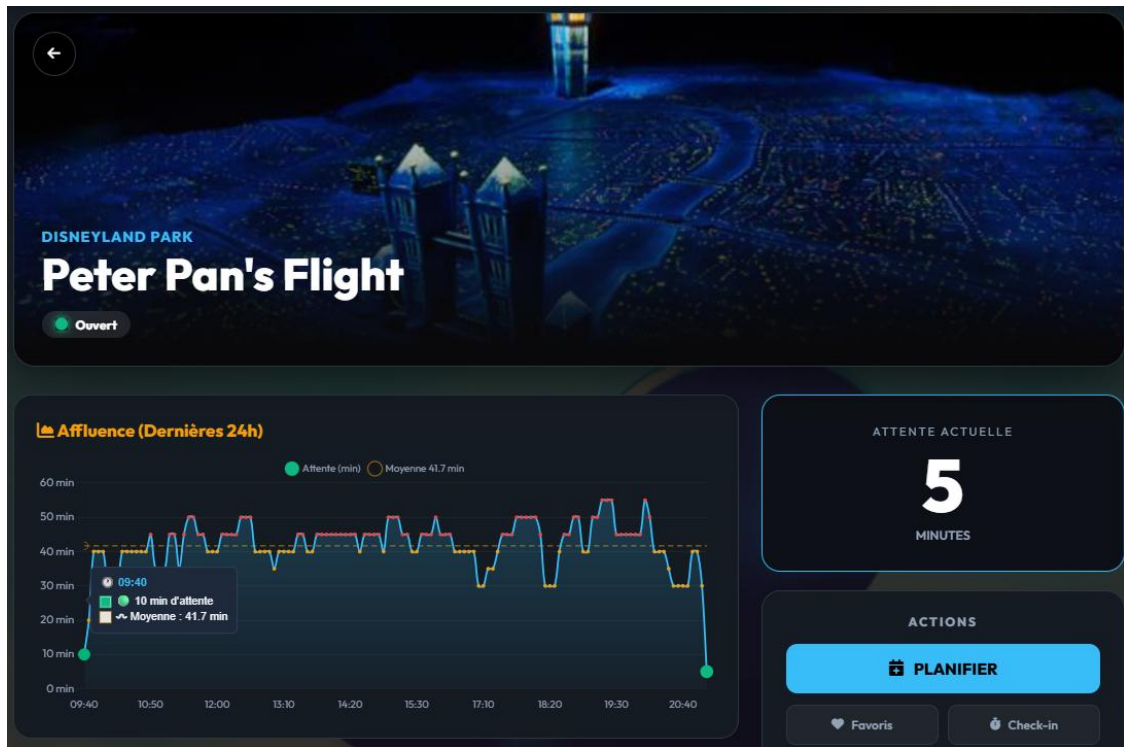 DISNEYLAND PARK
Peter Pan's Flight
Ouvert
Affluence (Dernières 24h)
Attente (min) Moyenne 41.7 min
60 min
50 min
40 min
30 min
20 min
10 min
0 min
09:40
10 min d'attente
Moyenne : 41.7 min
09:40 10:50 12:00 13:10 14:20 15:30 17:10 18:20 19:30 20:40
ATTENTE ACTUELLE
5
MINUTES
ACTIONS
PLANIFIER
Favoris Check-in